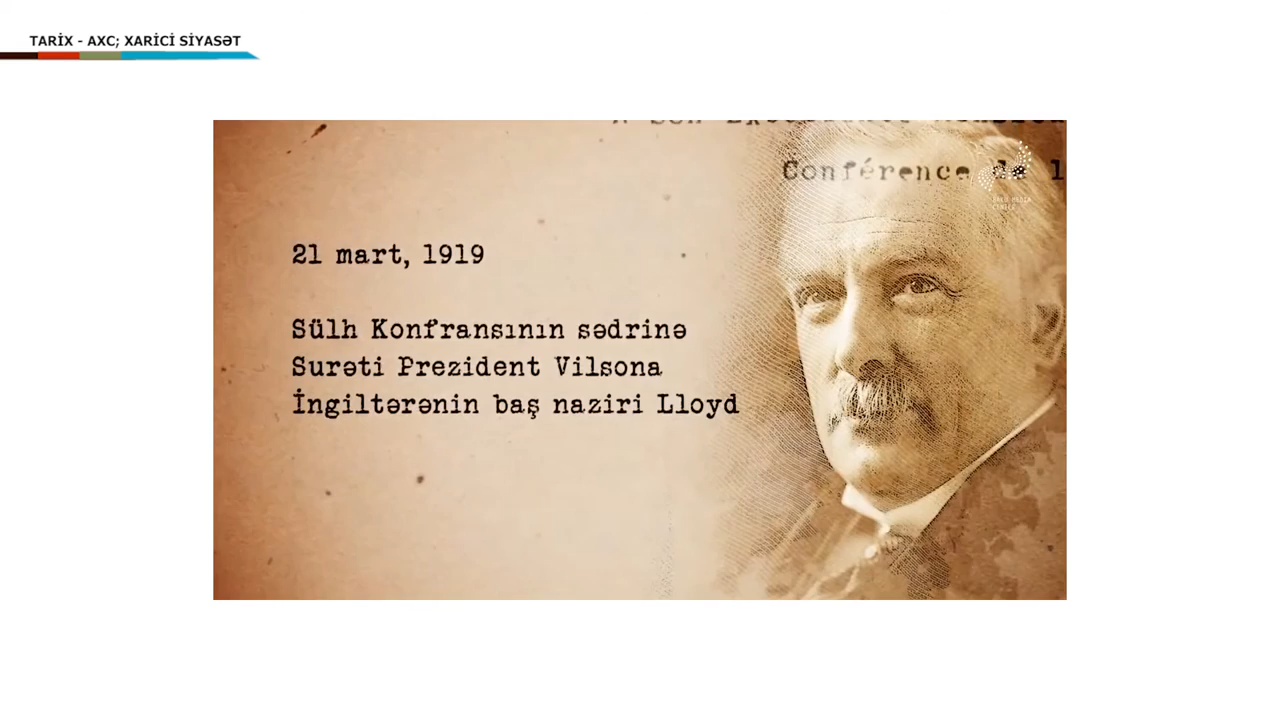 TARİX - AXC; XARİCİ SİYASƏT
Conférence de l
21 mart, 1919
Sülh Konfransının sədrinə
Surəti Prezident Vilsona
İngiltərənin baş naziri Lloyd